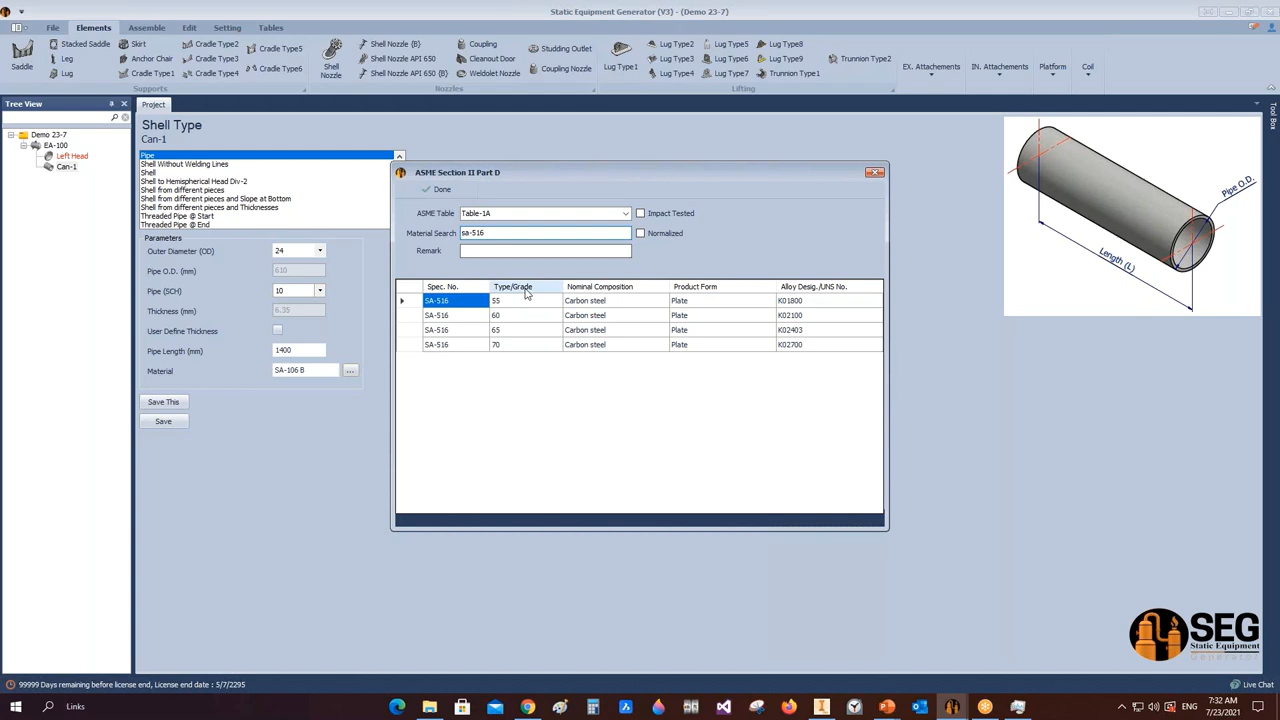 Static Equipment Generator (V3) - (Demo 23-7)
File Elements Assemble Edit Setting Tables
Saddle
Stacked Saddle
Leg
Lug
Skirt
Anchor Chair
Cradle Type1
Cradle Type2
Cradle Type3
Cradle Type4
Cradle Type5
Cradle Type6
Supports
Shell Nozzle
Shell Nozzle (B)
Shell Nozzle API 650
Shell Nozzle API 650 (B)
Coupling
Cleanout Door
Weldolet Nozzle
Studding Outlet
Coupling Nozzle
Nozzles
Lug Type1
Lug Type2
Lug Type3
Lug Type4
Lug Type5
Lug Type6
Lug Type7
Lug Type8
Lug Type9
Trunnion Type1
Trunnion Type2
Lifting
EX. Attachements
IN. Attachements
Platform
Coil
Tree View
Demo 23-7
EA-100
Left Head
Can-1
Project
Tool Box
Shell Type
Can-1
Pipe
Shell Without Welding Lines
Shell
Shell to Hemispherical Head Div-2
Shell from different pieces
Shell from different pieces and Slope at Bottom
Shell from different pieces and Thicknesses
Threaded Pipe @ Start
Threaded Pipe @ End
Parameters
Outer Diameter (OD) 24
Pipe O.D. (mm) 610
Pipe (SCH) 10
Thickness (mm) 6.35
User Define Thickness
Pipe Length (mm) 1400
Material SA-106 B ...
Save This
Save
ASME Section II Part D
Done
ASME Table Table-1A Impact Tested
Material Search sa-516 Normalized
Remark
Spec. No. Type/Grade Nominal Composition Product Form Alloy Desig./UNS No.
SA-516 55 Carbon steel Plate K01800
SA-516 60 Carbon steel Plate K02100
SA-516 65 Carbon steel Plate K02403
SA-516 70 Carbon steel Plate K02700
Pipe O.D.
Length (L)
SEG
Static Equipment
Generator
99999 Days remaining before license end, License end date : 5/7/2295
Live Chat
Links
ENG
7:32 AM
7/23/2021